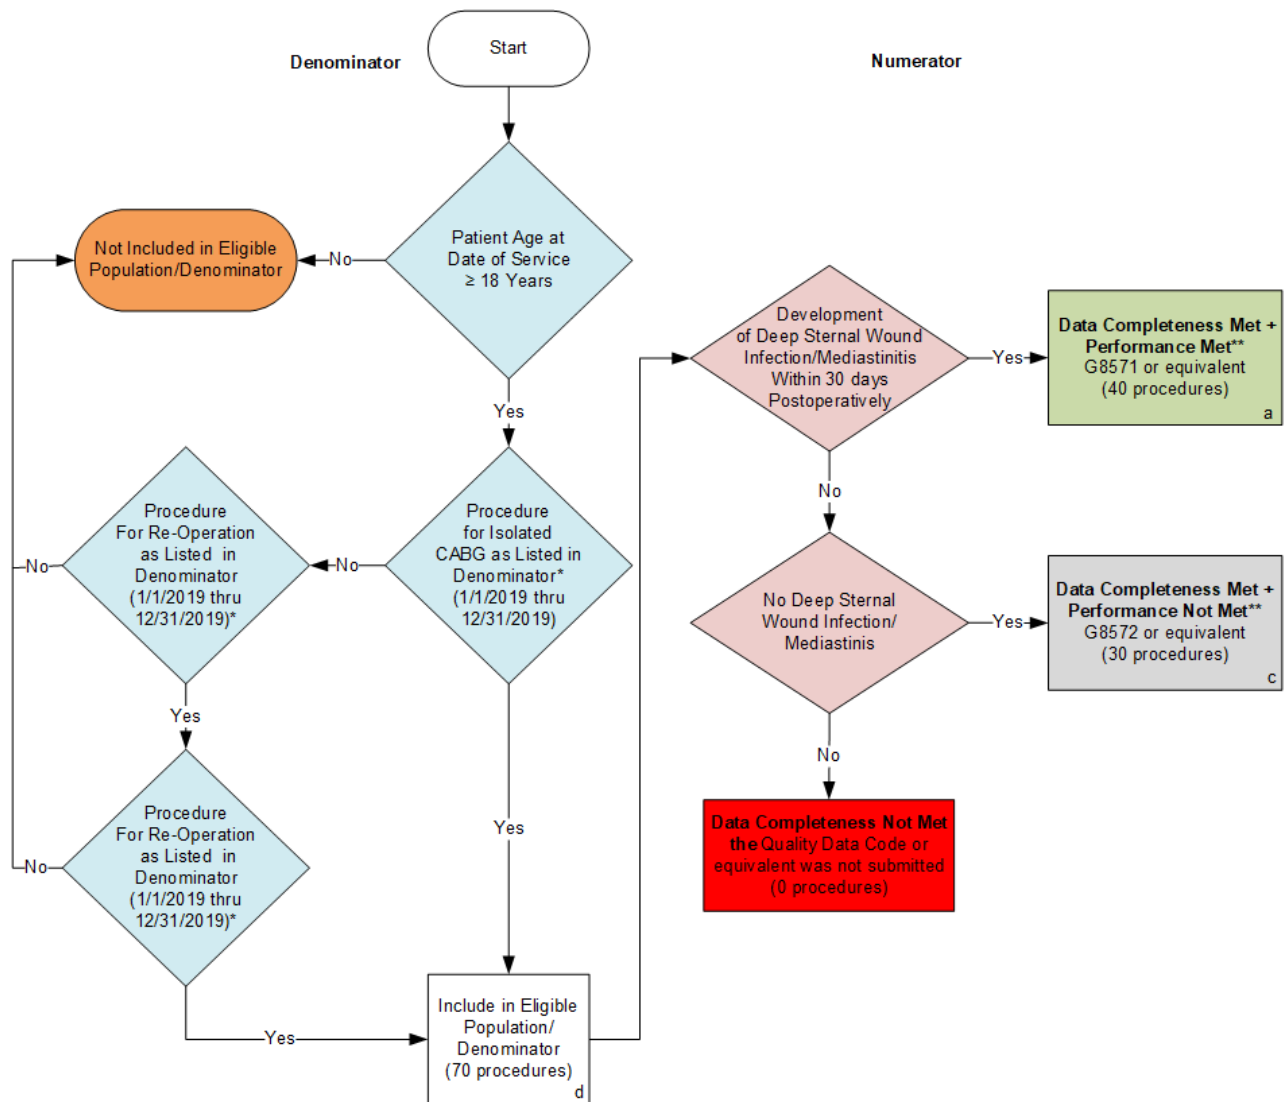 Start
Denominator
Numerator
Patient Age at
Date of Service
≥ 18 Years
No
Not Included in Eligible
Population/Denominator
Yes
Procedure
for Isolated
CABG as Listed in
Denominator*
(1/1/2019 thru
12/31/2019)
No
Procedure
For Re-Operation
as Listed in
Denominator
(1/1/2019 thru
12/31/2019)*
No
Yes
Procedure
For Re-Operation
as Listed in
Denominator
(1/1/2019 thru
12/31/2019)*
No
Yes
Yes
Include in Eligible
Population/
Denominator
(70 procedures)
d
Development
of Deep Sternal Wound
Infection/Mediastinitis
Within 30 days
Postoperatively
Yes
Data Completeness Met +
Performance Met**
G8571 or equivalent
(40 procedures)
a
No
No Deep Sternal
Wound Infection/
Mediastinis
Yes
Data Completeness Met +
Performance Not Met**
G8572 or equivalent
(30 procedures)
c
No
Data Completeness Not Met
the Quality Data Code or
equivalent was not submitted
(0 procedures)